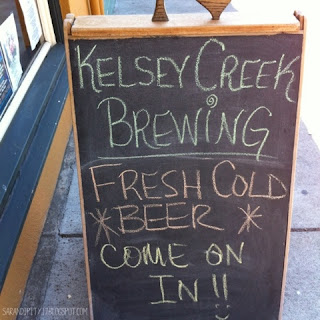 KELSEY CREEK
BREWING
FRESH COLD
*BEER*
COME ON
IN!!